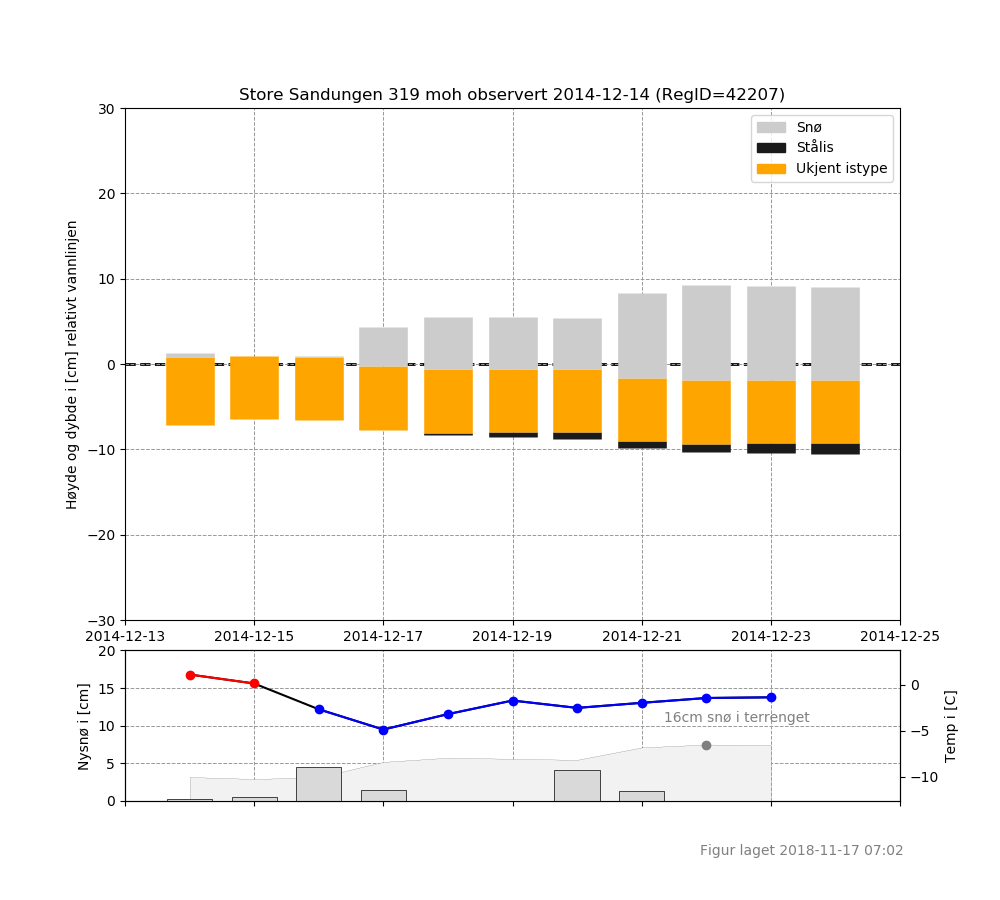 Store Sandungen 319 moh observert 2014-12-14 (RegID=42207)
Snø
Stålis
Ukjent istype
Høyde og dybde i [cm] relativt vannlinjen
30
20
10
0
−10
−20
−30
2014-12-13 2014-12-15 2014-12-17 2014-12-19 2014-12-21 2014-12-23 2014-12-25
Nysnø i [cm]
20
15
10
5
0
16cm snø i terrenget
0
−5
−10
Temp i [C]
Figur laget 2018-11-17 07:02